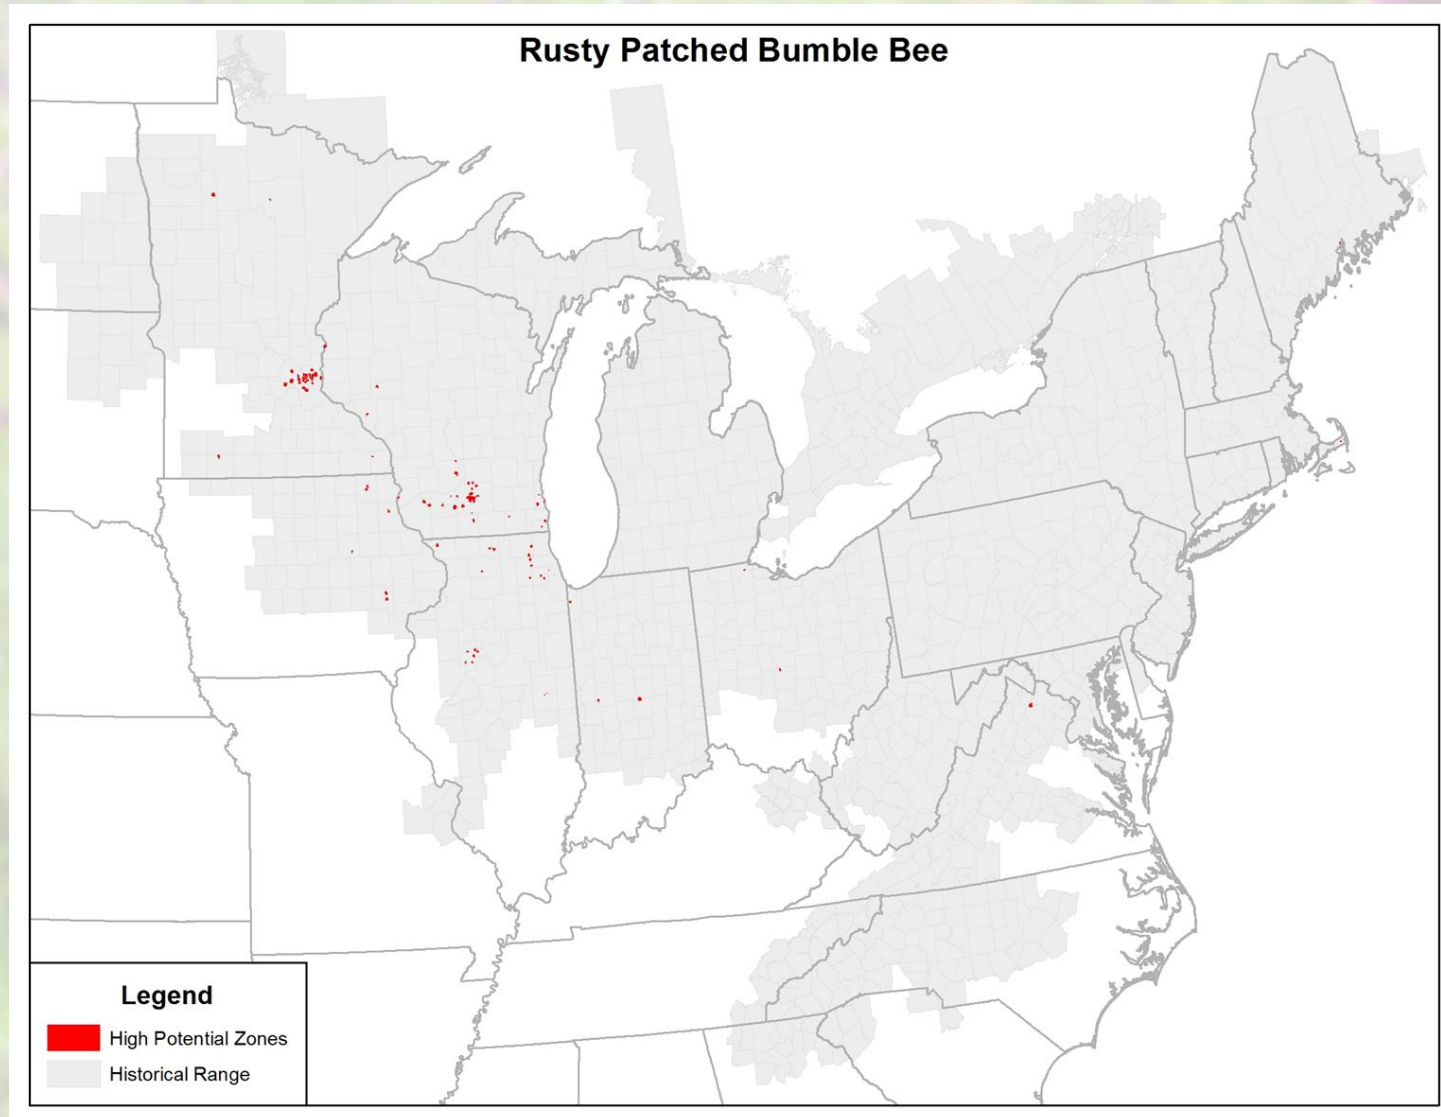 Rusty Patched Bumble Bee
Legend
High Potential Zones
Historical Range